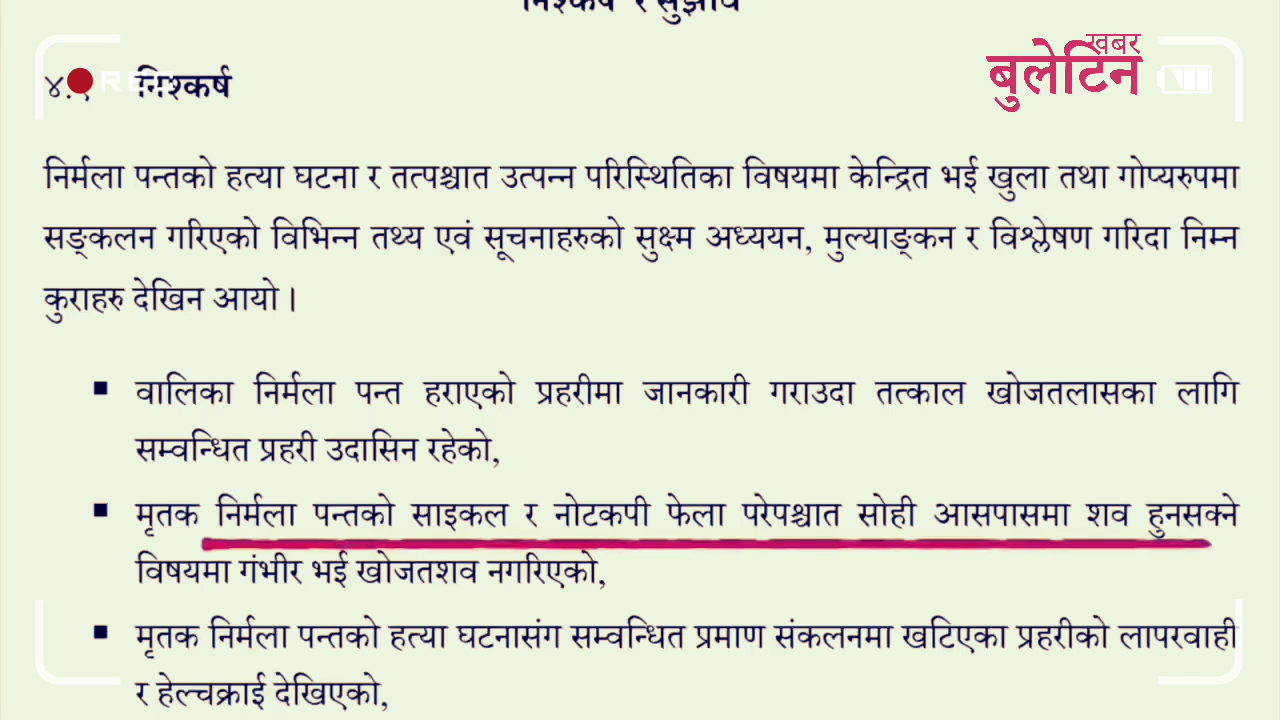 निश्कर्ष र सुझाव
खबर
बुलेटिन
REC
४.१ निश्कर्ष
निर्मला पन्तको हत्या घटना र तत्पश्चात उत्पन्न परिस्थितिका विषयमा केन्द्रित भई खुला तथा गोप्यरुपमा
सङ्कलन गरिएको विभिन्न तथ्य एवं सूचनाहरुको सुक्ष्म अध्ययन, मुल्याङ्कन र विश्लेषण गरिदा निम्न
कुराहरु देखिन आयो ।
▪ वालिका निर्मला पन्त हराएको प्रहरीमा जानकारी गराउदा तत्काल खोजतलासका लागि
सम्वन्धित प्रहरी उदासिन रहेको,
▪ मृतक निर्मला पन्तको साइकल र नोटकपी फेला परेपश्चात सोही आसपासमा शव हुनसक्ने
विषयमा गंभीर भई खोजतशव नगरिएको,
▪ मृतक निर्मला पन्तको हत्या घटनासंग सम्वन्धित प्रमाण संकलनमा खटिएका प्रहरीको लापरवाही
र हेल्चक्राई देखिएको,